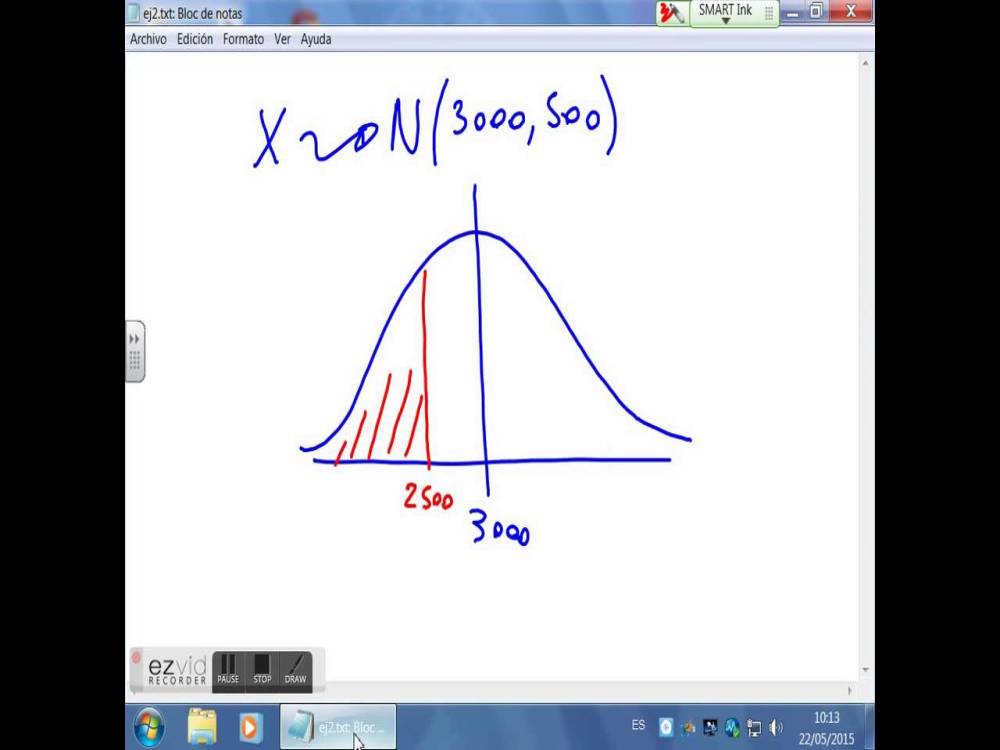 ej2.txt: Bloc de notas
SMART Ink
Archivo Edición Formato Ver Ayuda
X ~ N(3000, 500)
2500
3000
ezvid
RECORDER
PAUSE STOP DRAW
ej2.txt: Bloc ...
ES
10:13
22/05/2015